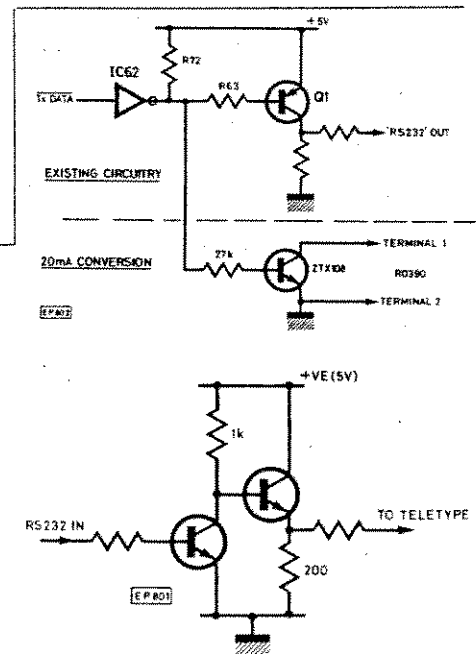 +5V
IC62
R72
R63
Q1
Tx DATA
'RS232' OUT
EXISTING CIRCUITRY
20mA CONVERSION
27k
ZTX108
TERMINAL 1
RO390
TERMINAL 2
EP802
+VE (5V)
1k
RS232 IN
TO TELETYPE
200
EP801